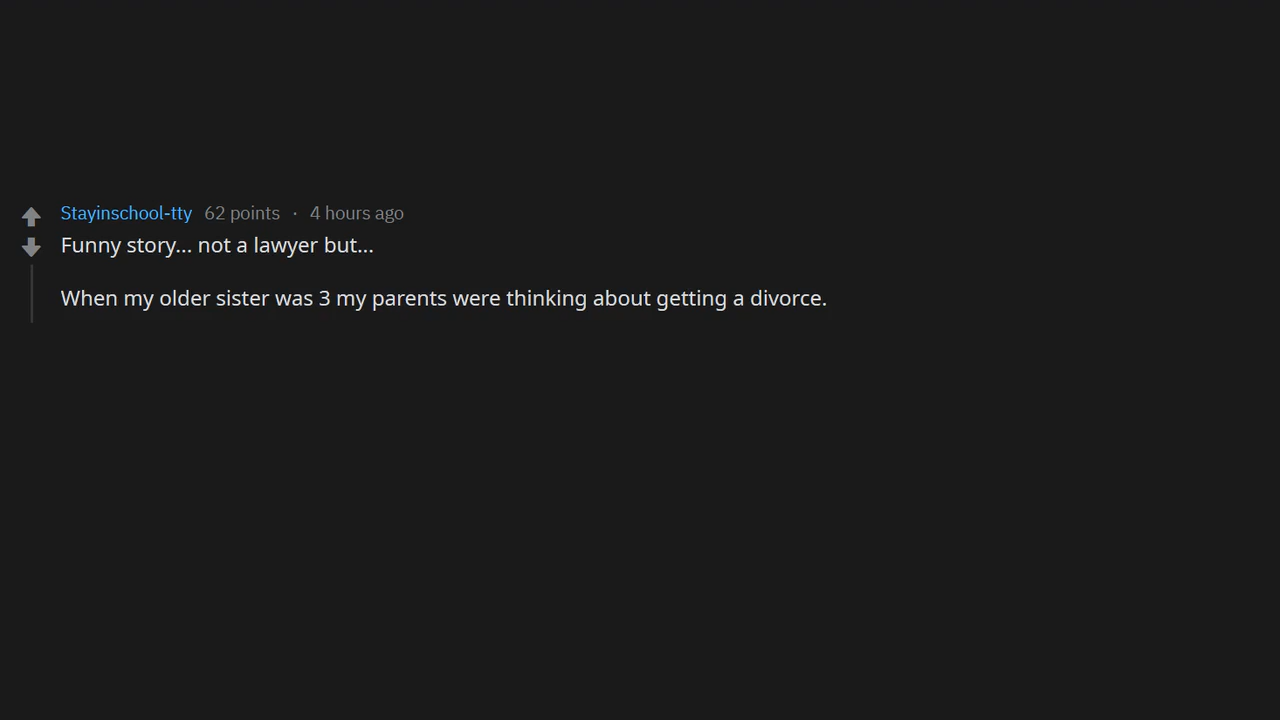 Stayinschool-tty 62 points · 4 hours ago
Funny story... not a lawyer but...
When my older sister was 3 my parents were thinking about getting a divorce.